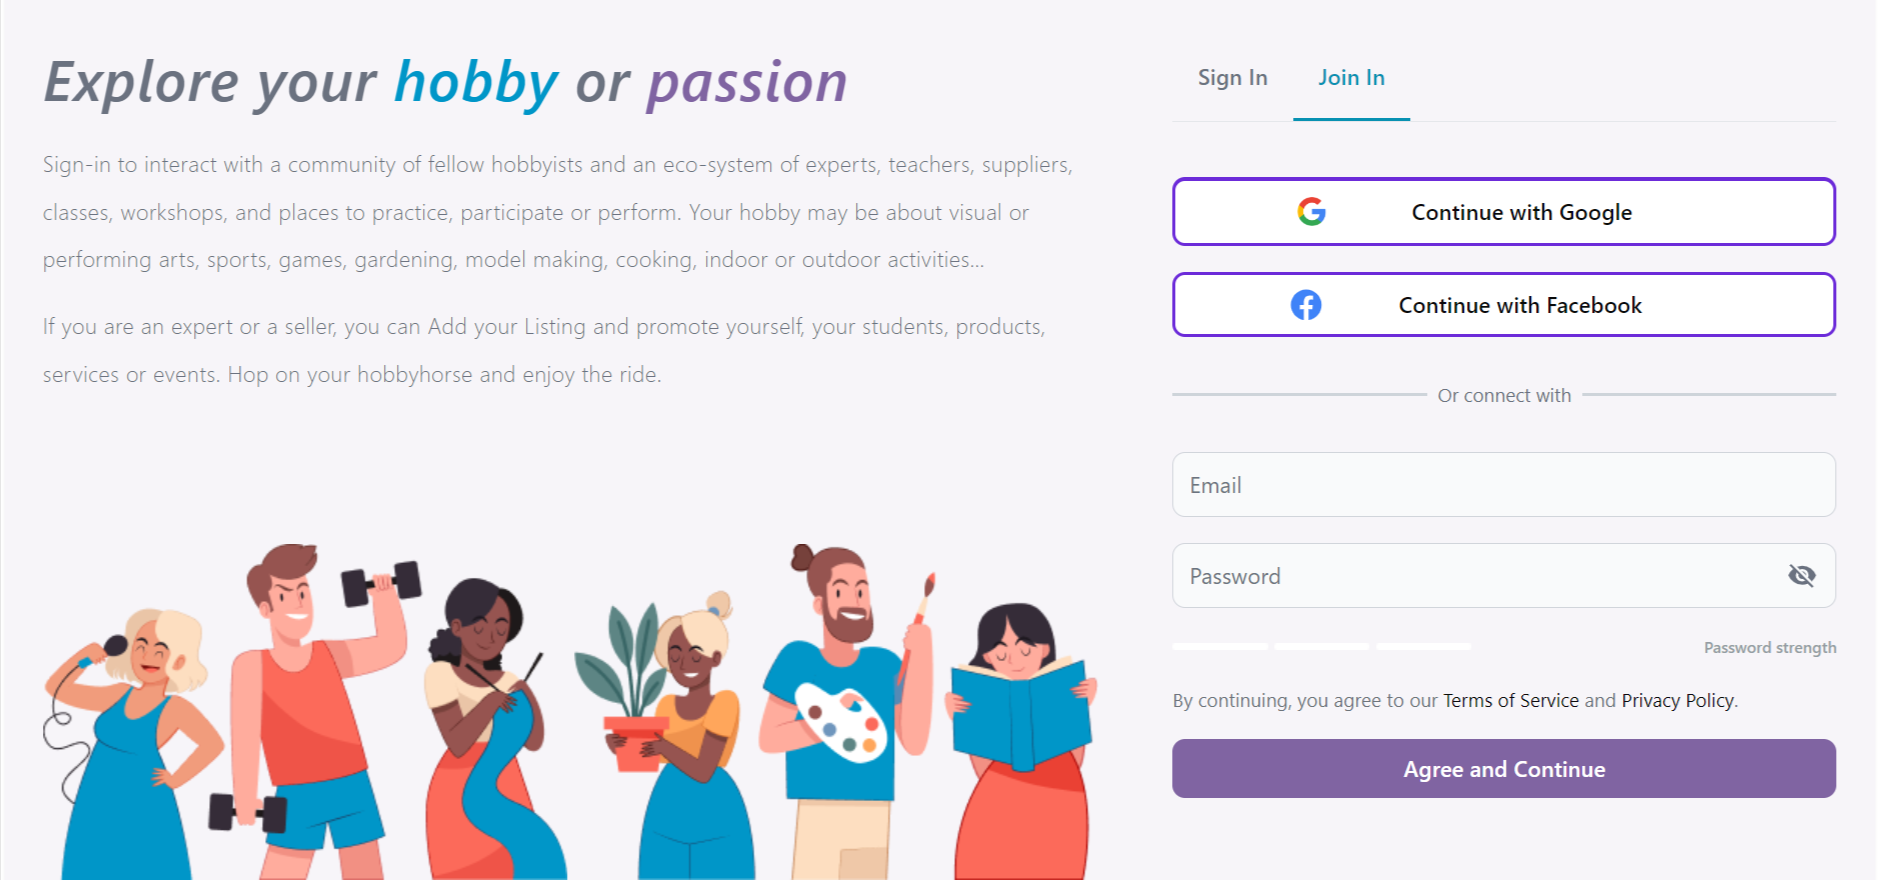 Explore your hobby or passion
Sign-in to interact with a community of fellow hobbyists and an eco-system of experts, teachers, suppliers,
classes, workshops, and places to practice, participate or perform. Your hobby may be about visual or
performing arts, sports, games, gardening, model making, cooking, indoor or outdoor activities...
If you are an expert or a seller, you can Add your Listing and promote yourself, your students, products,
services or events. Hop on your hobbyhorse and enjoy the ride.
Sign In
Join In
Continue with Google
Continue with Facebook
Or connect with
Email
Password
Password strength
By continuing, you agree to our Terms of Service and Privacy Policy.
Agree and Continue